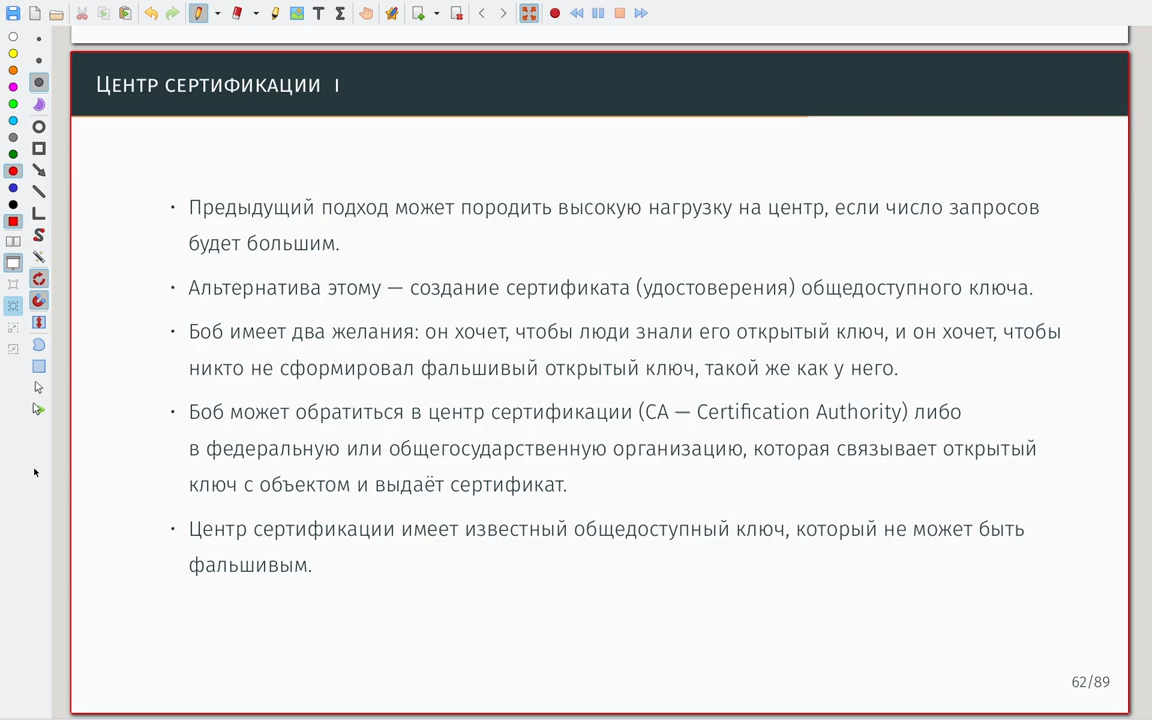 Центр сертификации I
• Предыдущий подход может породить высокую нагрузку на центр, если число запросов
будет большим.
• Альтернатива этому — создание сертификата (удостоверения) общедоступного ключа.
• Боб имеет два желания: он хочет, чтобы люди знали его открытый ключ, и он хочет, чтобы
никто не сформировал фальшивый открытый ключ, такой же как у него.
• Боб может обратиться в центр сертификации (CA — Certification Authority) либо
в федеральную или общегосударственную организацию, которая связывает открытый
ключ с объектом и выдаёт сертификат.
• Центр сертификации имеет известный общедоступный ключ, который не может быть
фальшивым.
62/89